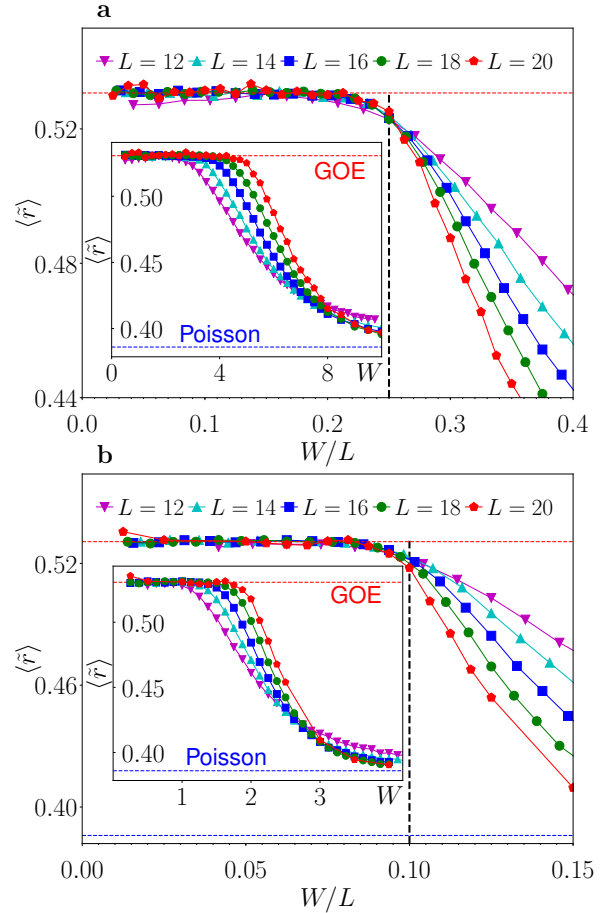 a
L = 12 L = 14 L = 16 L = 18 L = 20
0.52
0.48
0.44
⟨r̃⟩
GOE
0.50
0.45
0.40
⟨r̃⟩
Poisson
0 4 8 W
0.0 0.1 0.2 0.3 0.4
W/L
b
L = 12 L = 14 L = 16 L = 18 L = 20
0.52
0.46
0.40
⟨r̃⟩
GOE
0.50
0.45
0.40
⟨r̃⟩
Poisson
1 2 3 W
0.00 0.05 0.10 0.15
W/L